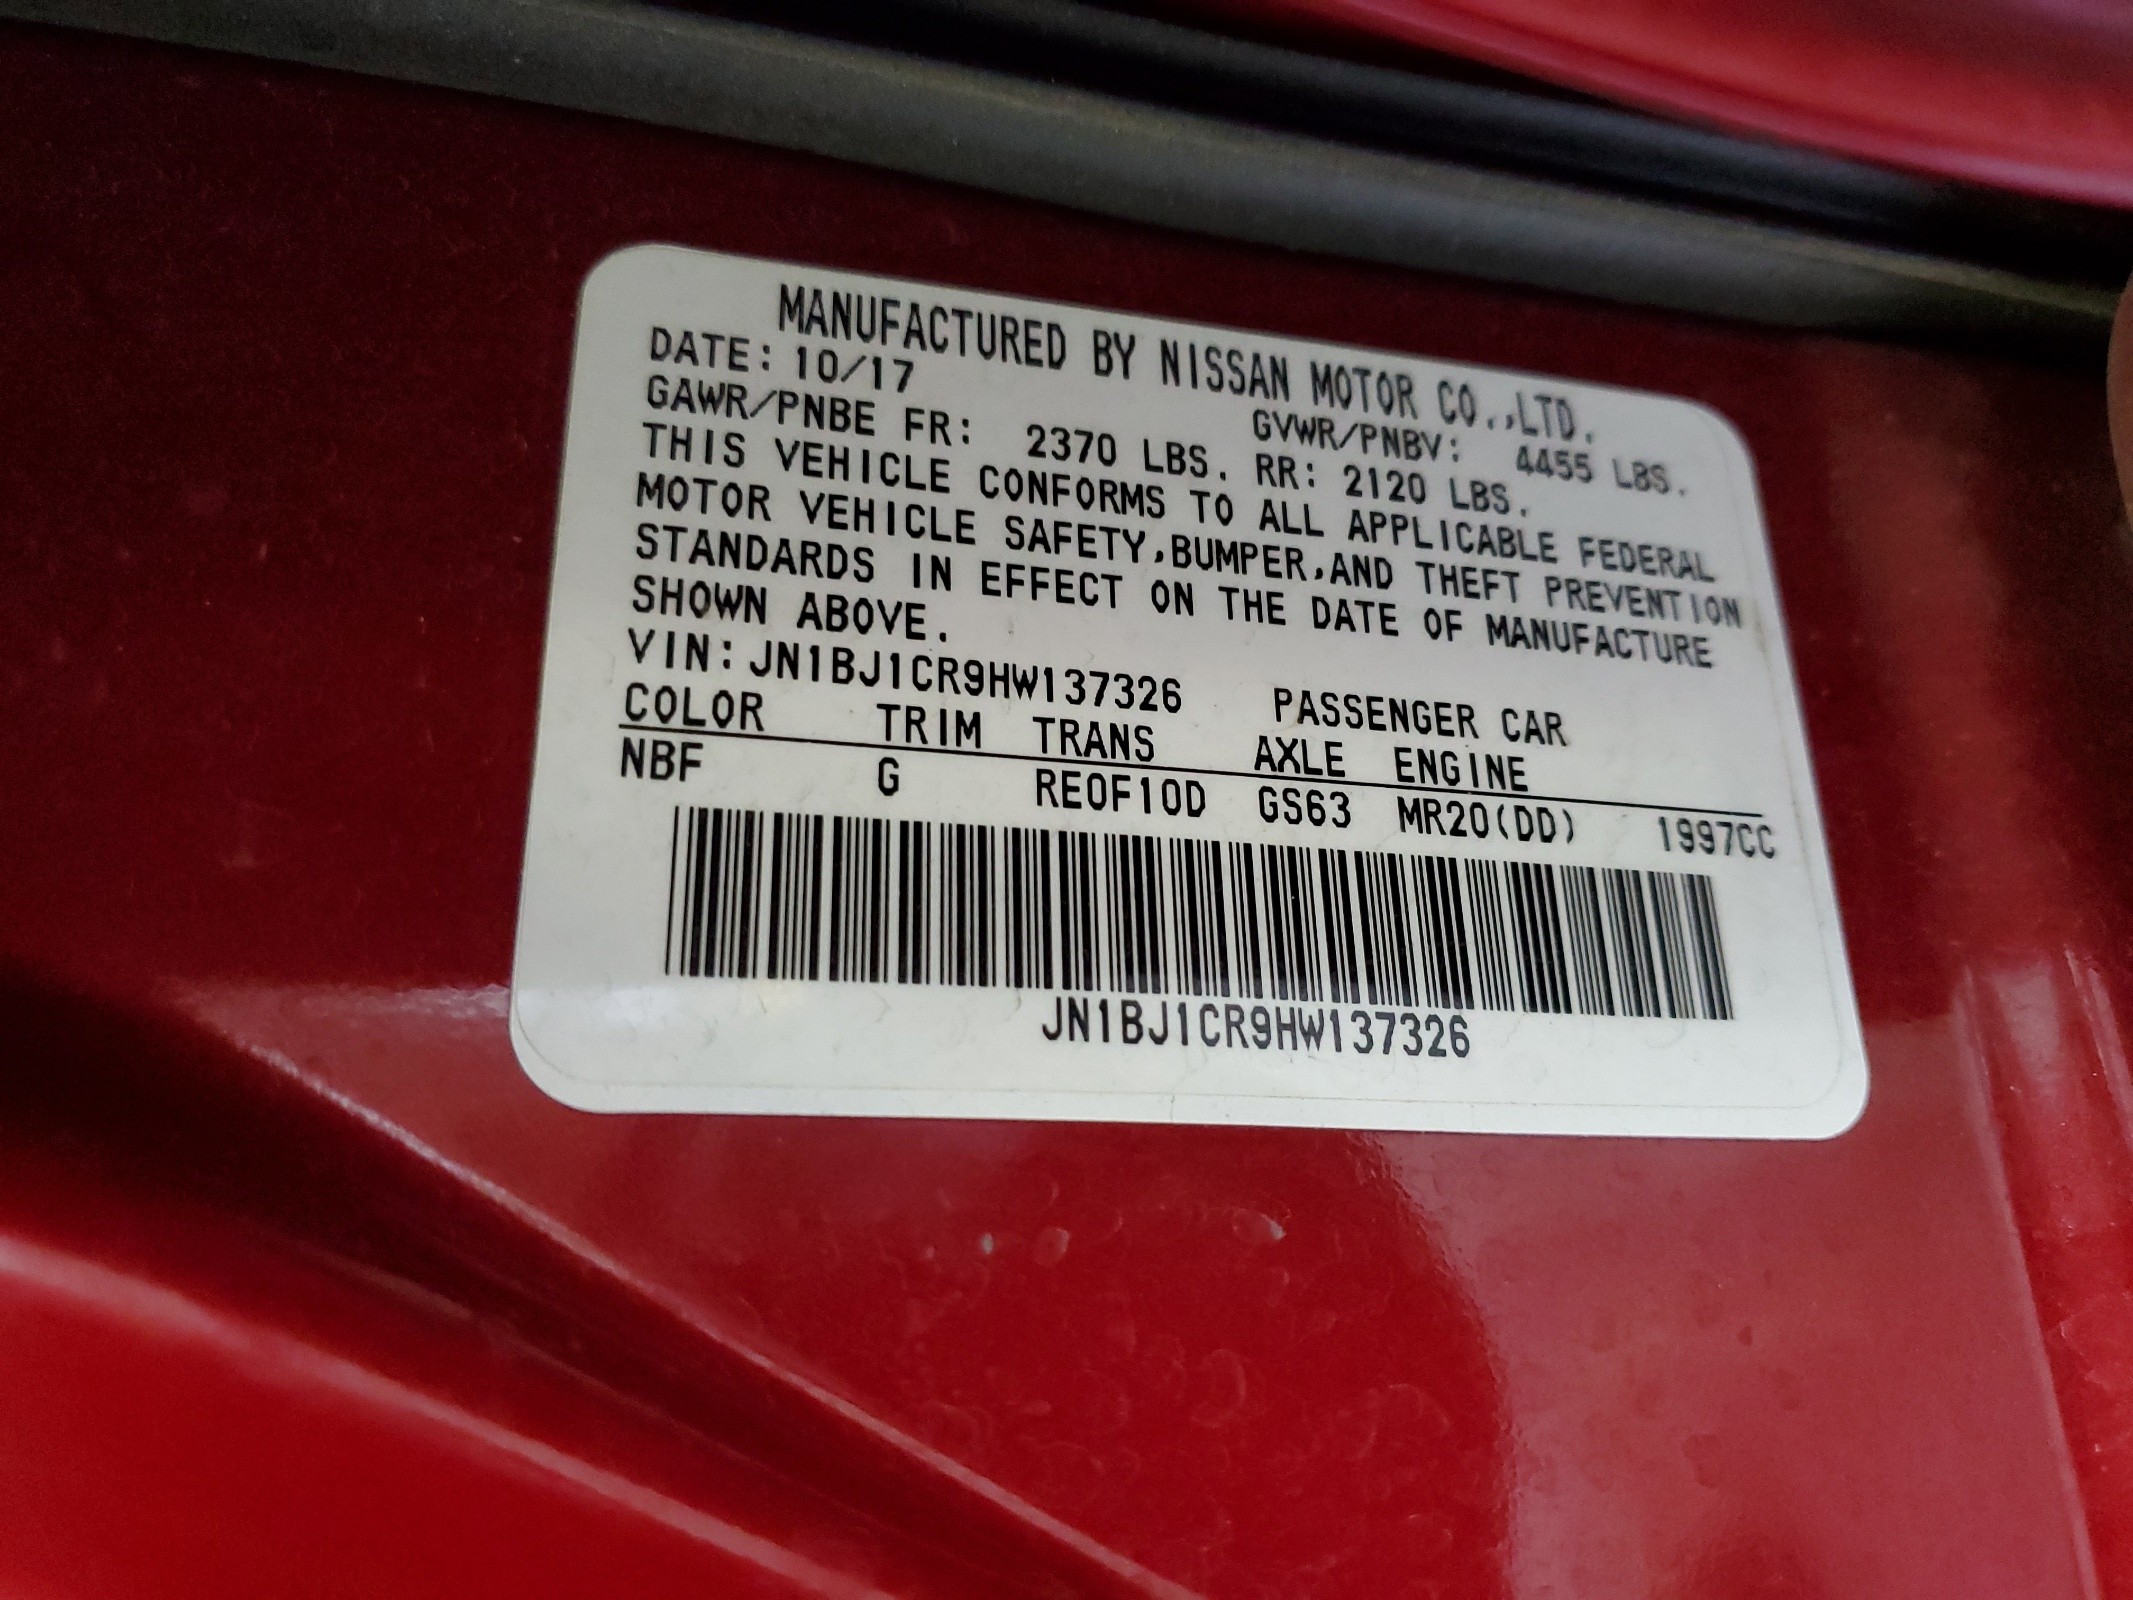 MANUFACTURED BY NISSAN MOTOR CO.,LTD.
DATE: 10/17 GVWR/PNBV: 4455 LBS.
GAWR/PNBE FR: 2370 LBS. RR: 2120 LBS.
THIS VEHICLE CONFORMS TO ALL APPLICABLE FEDERAL
MOTOR VEHICLE SAFETY,BUMPER,AND THEFT PREVENTION
STANDARDS IN EFFECT ON THE DATE OF MANUFACTURE
SHOWN ABOVE.
VIN: JN1BJ1CR9HW137326 PASSENGER CAR
COLOR TRIM TRANS AXLE ENGINE
NBF G RE0F10D GS63 MR20(DD) 1997CC
JN1BJ1CR9HW137326